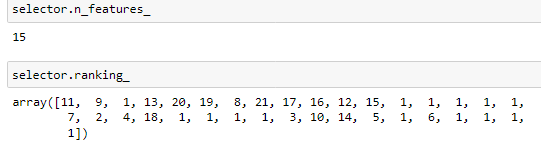 selector.n_features_
15
selector.ranking_
array([11,  9,  1, 13, 20, 19,  8, 21, 17, 16, 12, 15,  1,  1,  1,  1,  1,
        7,  2,  4, 18,  1,  1,  1,  1,  3, 10, 14,  5,  1,  6,  1,  1,  1,
        1])